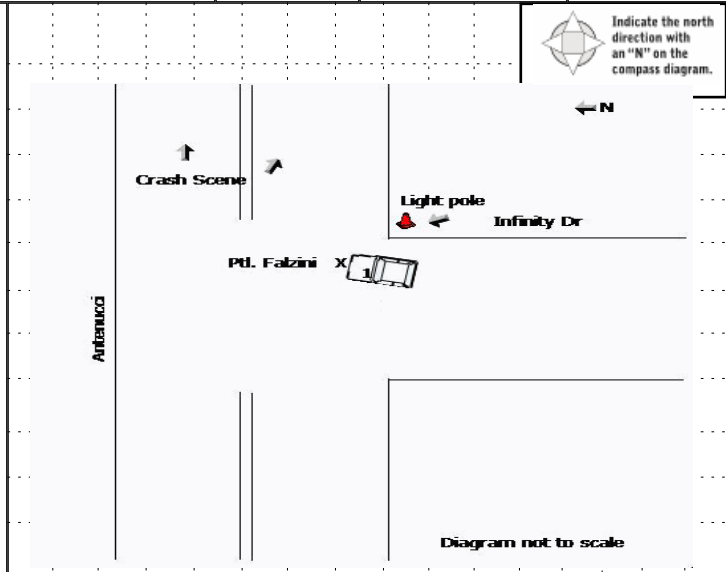 Indicate the north
direction with
an “N” on the
compass diagram.
N
Crash Scene
Light pole
Infinity Dr
Ptl. Falzini X
1
Antenucci
Diagram not to scale